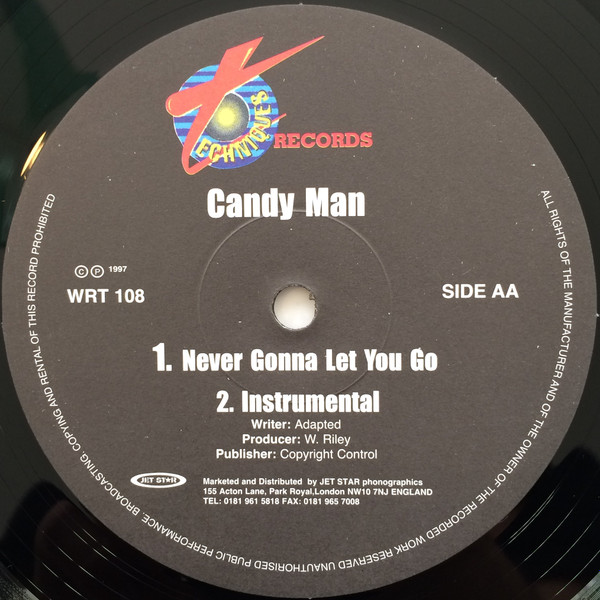 TECHNIQUES
RECORDS
Candy Man
© ℗ 1997
WRT 108
SIDE AA
1. Never Gonna Let You Go
2. Instrumental
Writer: Adapted
Producer: W. Riley
Publisher: Copyright Control
JET STAR
Marketed and Distributed by JET STAR phonographics
155 Acton Lane, Park Royal,London NW10 7NJ ENGLAND
TEL: 0181 961 5818 FAX: 0181 965 7008
ALL RIGHTS OF THE MANUFACTURER AND OF THE OWNER OF THE RECORDED WORK RESERVED UNAUTHORISED PUBLIC PERFORMANCE. BROADCASTING. COPYING AND RENTAL OF THIS RECORD PROHIBITED